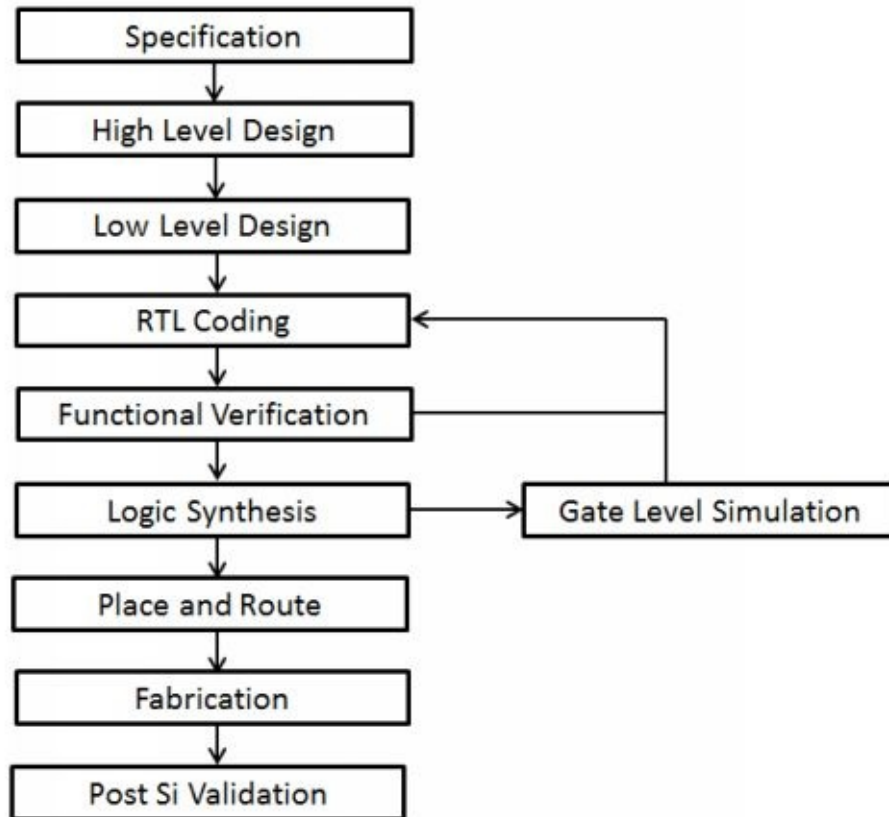 Specification
High Level Design
Low Level Design
RTL Coding
Functional Verification
Logic Synthesis
Gate Level Simulation
Place and Route
Fabrication
Post Si Validation